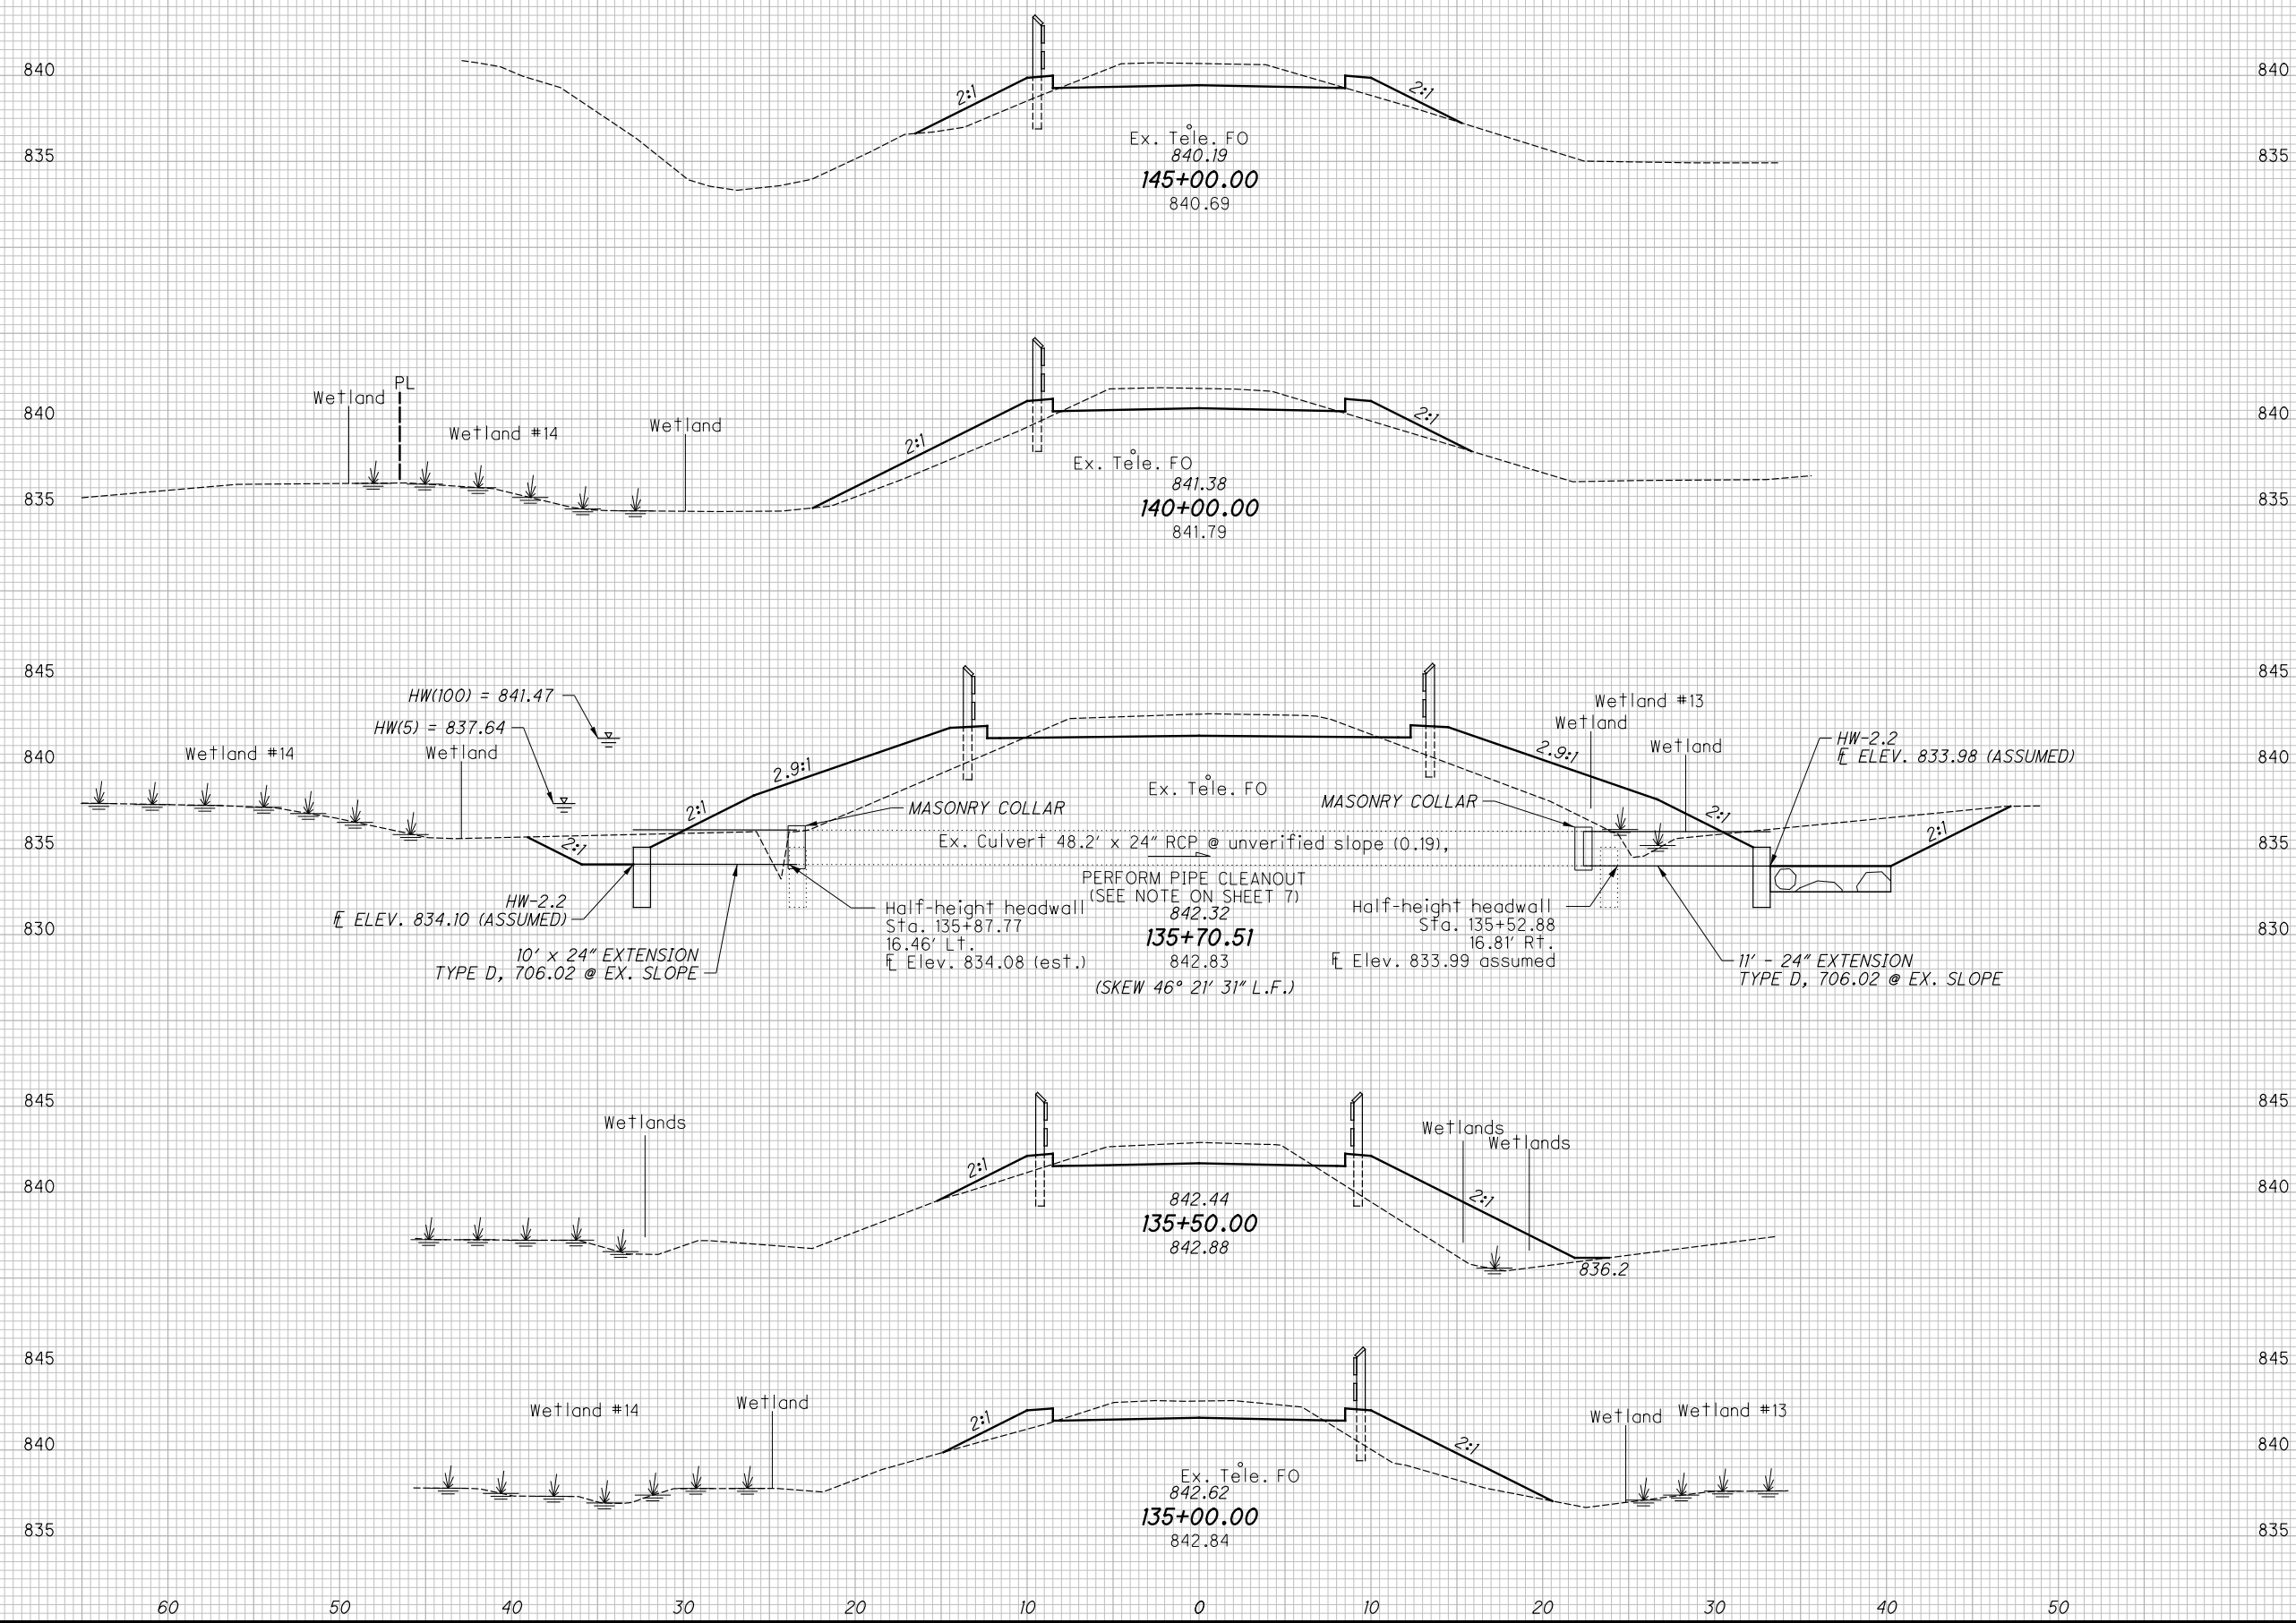 840
840
2:1
2:1
Ex. Tele. FO
835
840.19
835
145+00.00
840.69
PL
Wetland
840
840
Wetland #14
Wetland
2:1
2:1
Ex. Tele. FO
841.38
835
835
140+00.00
841.79
845
845
HW(100) = 841.47
Wetland #13
HW(5) = 837.64
Wetland
Wetland #14
Wetland
840
840
2.9:1
2.9:1
Wetland
HW-2.2
FL ELEV. 833.98 (ASSUMED)
2:1
Ex. Tele. FO
MASONRY COLLAR
MASONRY COLLAR
2:1
835
835
2:1
Ex. Culvert 48.2' x 24" RCP @ unverified slope (0.19),
2:1
PERFORM PIPE CLEANOUT
(SEE NOTE ON SHEET 7)
HW-2.2
FL ELEV. 834.10 (ASSUMED)
Half-height headwall
Sta. 135+87.77
16.46' Lt.
FL Elev. 834.08 (est.)
842.32
135+70.51
842.83
(SKEW 46° 21' 31" L.F.)
Half-height headwall
Sta. 135+52.88
16.81' Rt.
FL Elev. 833.99 assumed
830
830
10' x 24" EXTENSION
TYPE D, 706.02 @ EX. SLOPE
11' - 24" EXTENSION
TYPE D, 706.02 @ EX. SLOPE
845
845
Wetlands
Wetlands
Wetlands
2:1
2:1
840
840
842.44
135+50.00
842.88
836.2
845
845
Wetland #14
Wetland
Wetland
Wetland #13
2:1
2:1
840
840
Ex. Tele. FO
842.62
135+00.00
842.84
835
835
60 50 40 30 20 10 0 10 20 30 40 50